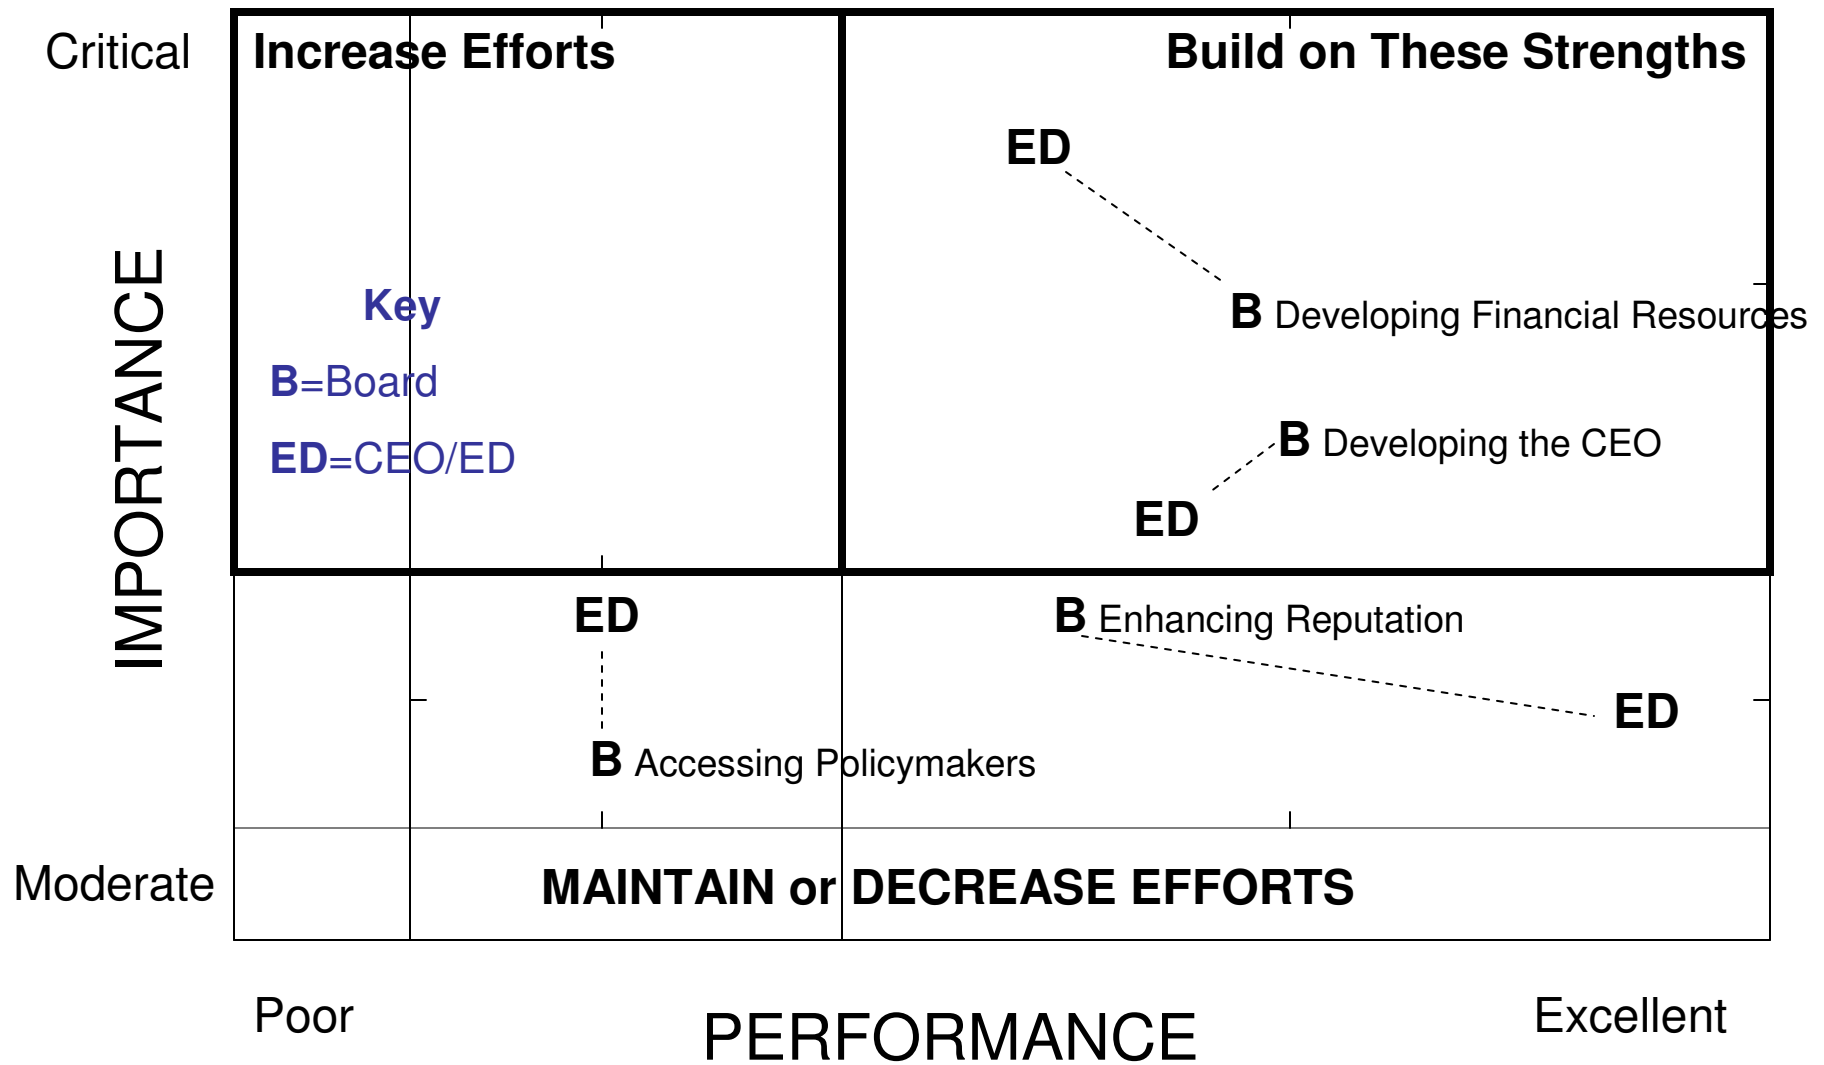 Critical
Increase Efforts
Build on These Strengths
ED
Key
B Developing Financial Resources
B=Board
B Developing the CEO
ED=CEO/ED
ED
IMPORTANCE
ED
B Enhancing Reputation
ED
B Accessing Policymakers
Moderate
MAINTAIN or DECREASE EFFORTS
Poor
PERFORMANCE
Excellent